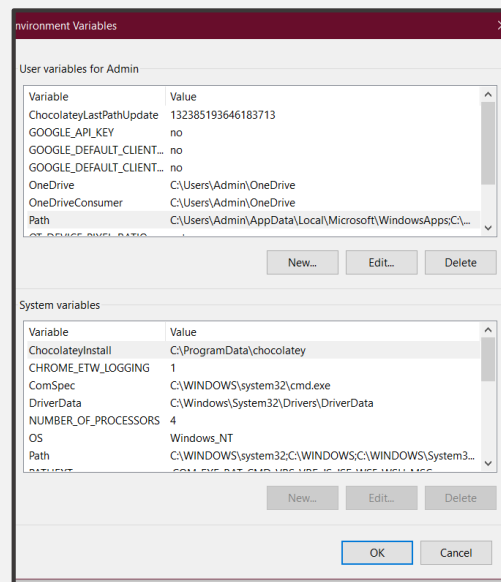 nvironment Variables
User variables for Admin
Variable Value
ChocolateyLastPathUpdate 132385193646183713
GOOGLE_API_KEY no
GOOGLE_DEFAULT_CLIENT... no
GOOGLE_DEFAULT_CLIENT... no
OneDrive C:\Users\Admin\OneDrive
OneDriveConsumer C:\Users\Admin\OneDrive
Path C:\Users\Admin\AppData\Local\Microsoft\WindowsApps;C:\...
New... Edit... Delete
System variables
Variable Value
ChocolateyInstall C:\ProgramData\chocolatey
CHROME_ETW_LOGGING 1
ComSpec C:\WINDOWS\system32\cmd.exe
DriverData C:\Windows\System32\Drivers\DriverData
NUMBER_OF_PROCESSORS 4
OS Windows_NT
Path C:\WINDOWS\system32;C:\WINDOWS;C:\WINDOWS\System3...
New... Edit... Delete
OK Cancel